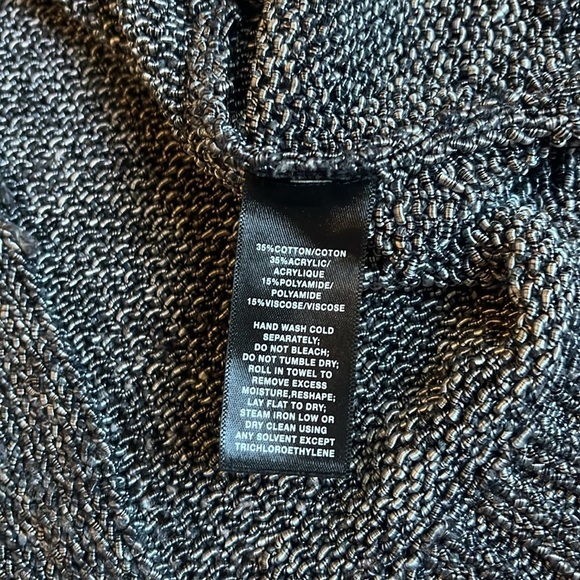 35%COTTON/COTON
35%ACRYLIC/
ACRYLIQUE
15%POLYAMIDE/
POLYAMIDE
15%VISCOSE/VISCOSE
HAND WASH COLD
SEPARATELY;
DO NOT BLEACH;
DO NOT TUMBLE DRY;
ROLL IN TOWEL TO
REMOVE EXCESS
MOISTURE,RESHAPE;
LAY FLAT TO DRY;
STEAM IRON LOW OR
DRY CLEAN USING
ANY SOLVENT EXCEPT
TRICHLOROETHYLENE